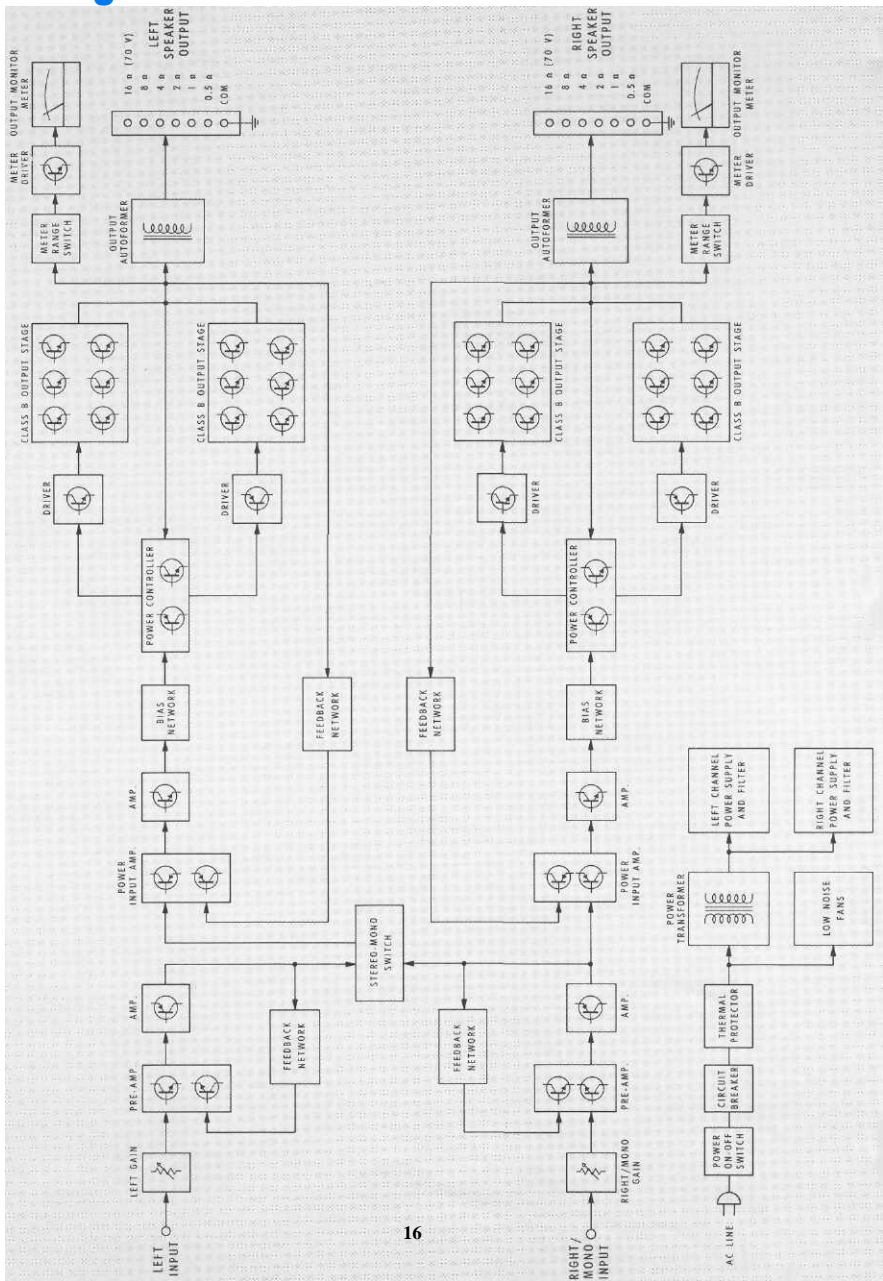 LEFT
INPUT
LEFT GAIN
PRE-AMP.
AMP.
FEEDBACK
NETWORK
POWER
INPUT AMP.
AMP.
BIAS
NETWORK
FEEDBACK
NETWORK
POWER CONTROLLER
DRIVER
DRIVER
CLASS B OUTPUT STAGE
CLASS B OUTPUT STAGE
METER
RANGE
SWITCH
METER
DRIVER
OUTPUT MONITOR
METER
OUTPUT
AUTOFORMER
16 Ω (70 V)
8 Ω
4 Ω
2 Ω
1 Ω
0.5 Ω
COM
LEFT
SPEAKER
OUTPUT
STEREO-MONO
SWITCH
RIGHT/
MONO
INPUT
RIGHT/MONO
GAIN
PRE-AMP.
AMP.
FEEDBACK
NETWORK
POWER
INPUT AMP.
AMP.
BIAS
NETWORK
FEEDBACK
NETWORK
POWER CONTROLLER
DRIVER
DRIVER
CLASS B OUTPUT STAGE
CLASS B OUTPUT STAGE
OUTPUT
AUTOFORMER
16 Ω (70 V)
8 Ω
4 Ω
2 Ω
1 Ω
0.5 Ω
COM
RIGHT
SPEAKER
OUTPUT
METER
RANGE
SWITCH
METER
DRIVER
OUTPUT MONITOR
METER
AC LINE
POWER
ON-OFF
SWITCH
CIRCUIT
BREAKER
THERMAL
PROTECTOR
POWER
TRANSFORMER
LOW NOISE
FANS
LEFT CHANNEL
POWER SUPPLY
AND FILTER
RIGHT CHANNEL
POWER SUPPLY
AND FILTER
16